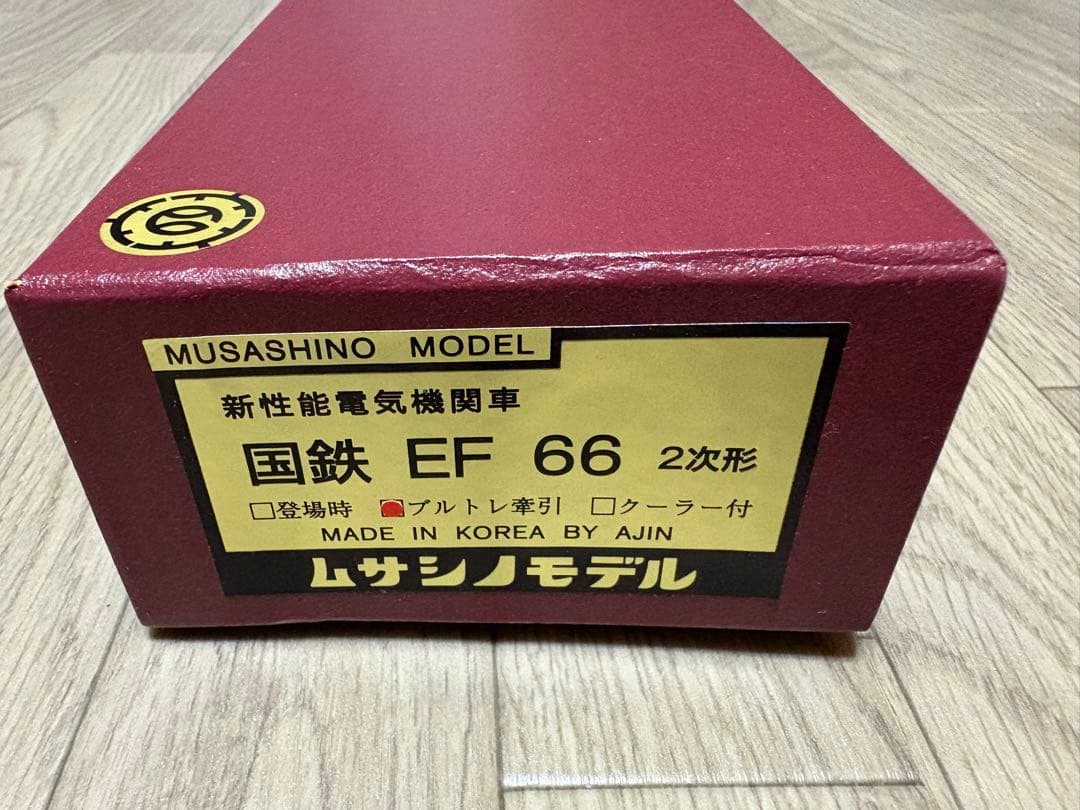 MUSASHINO MODEL
新性能電気機関車
国鉄 EF 66 2次形
□登場時 □ブルトレ牽引 □クーラー付
MADE IN KOREA BY AJIN
ムサシノモデル